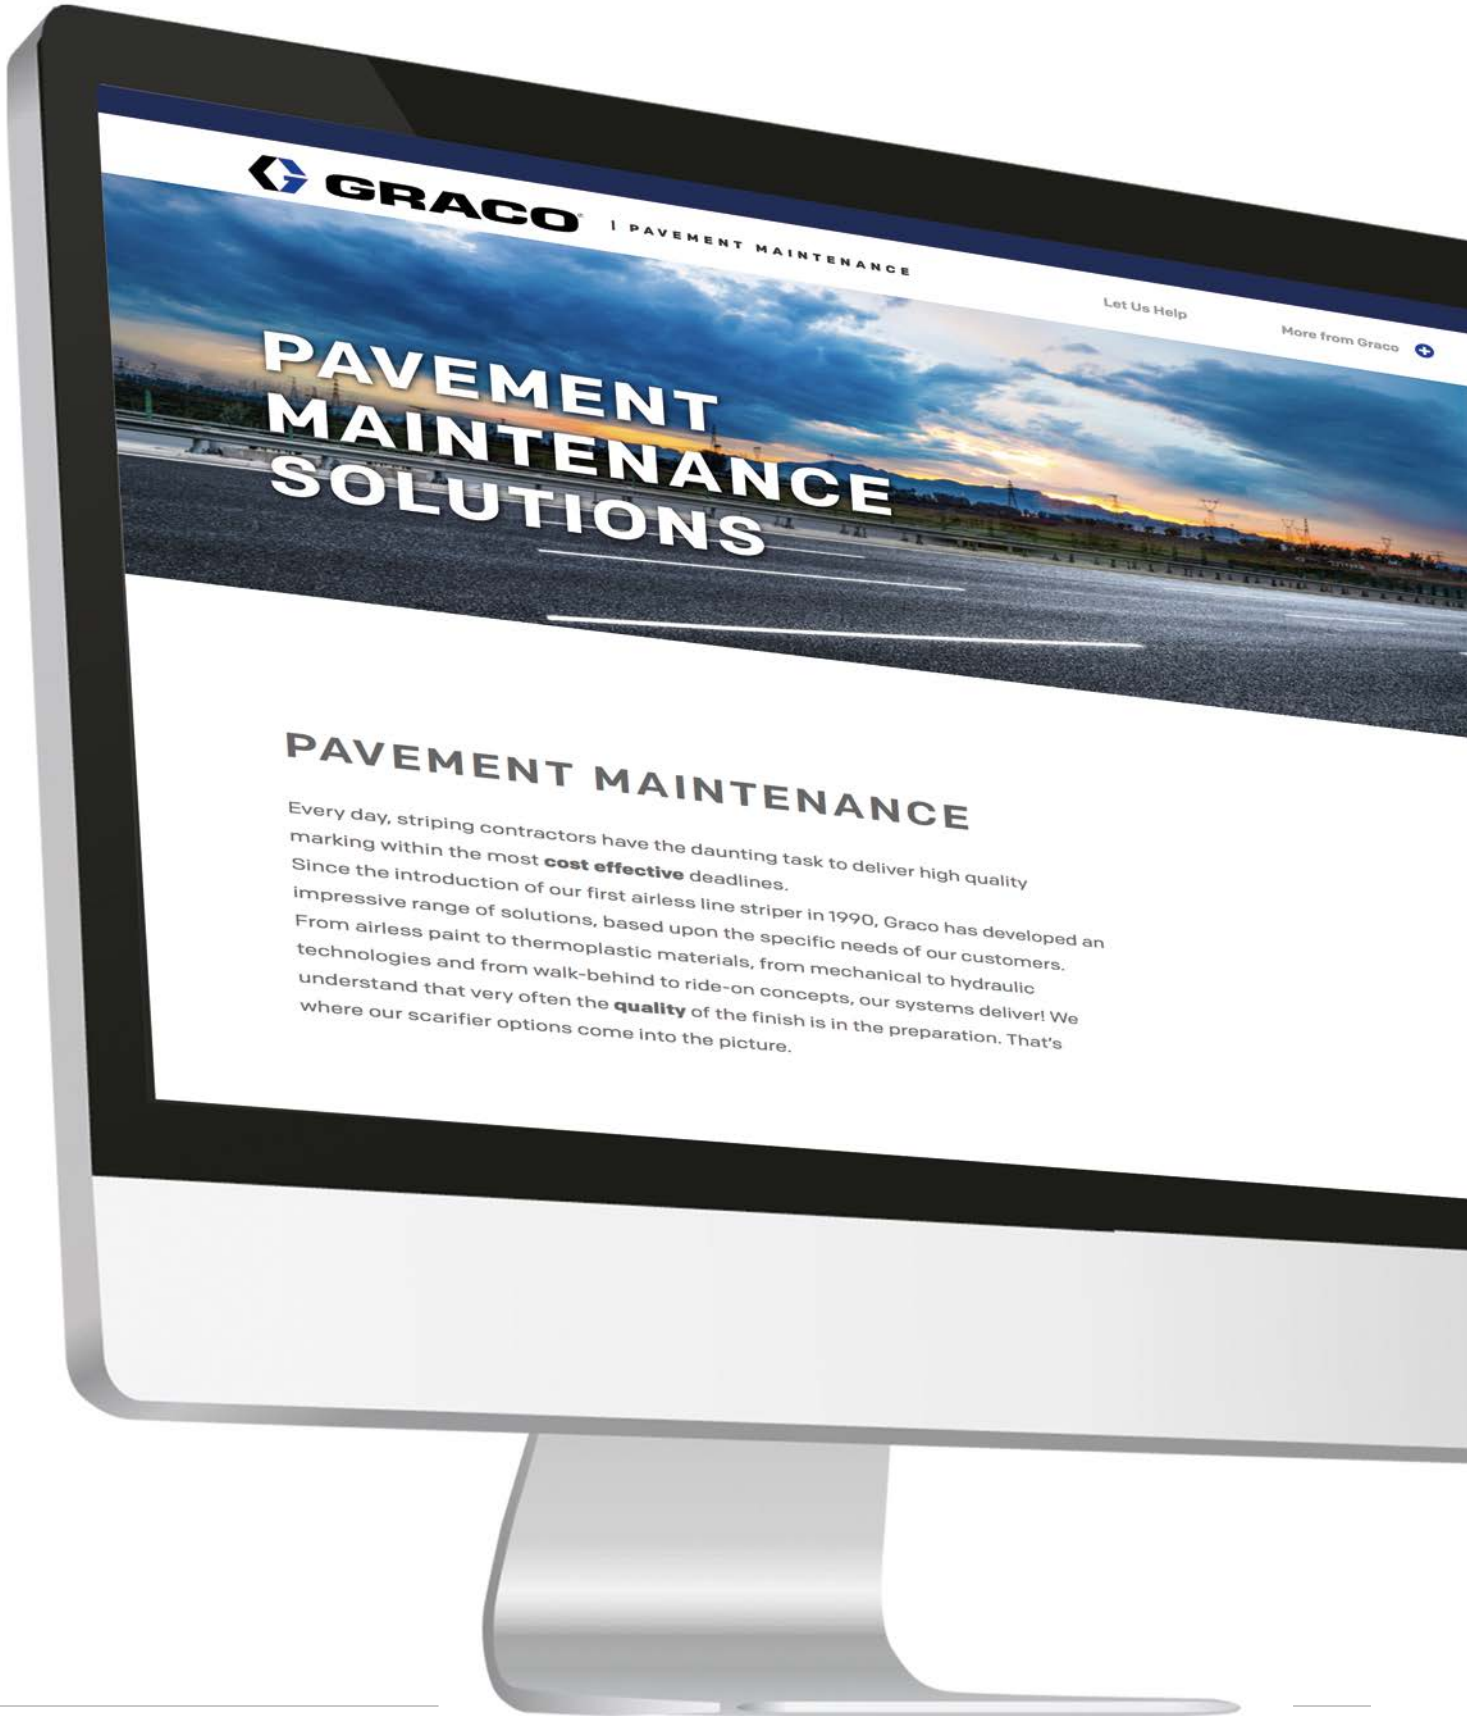 GRACO
| PAVEMENT MAINTENANCE
Let Us Help
More from Graco
PAVEMENT
MAINTENANCE
SOLUTIONS
PAVEMENT MAINTENANCE
Every day, striping contractors have the daunting task to deliver high quality
marking within the most cost effective deadlines.
Since the introduction of our first airless line striper in 1990, Graco has developed an
impressive range of solutions, based upon the specific needs of our customers.
From airless paint to thermoplastic materials, from mechanical to hydraulic
technologies and from walk-behind to ride-on concepts, our systems deliver! We
understand that very often the quality of the finish is in the preparation. That's
where our scarifier options come into the picture.